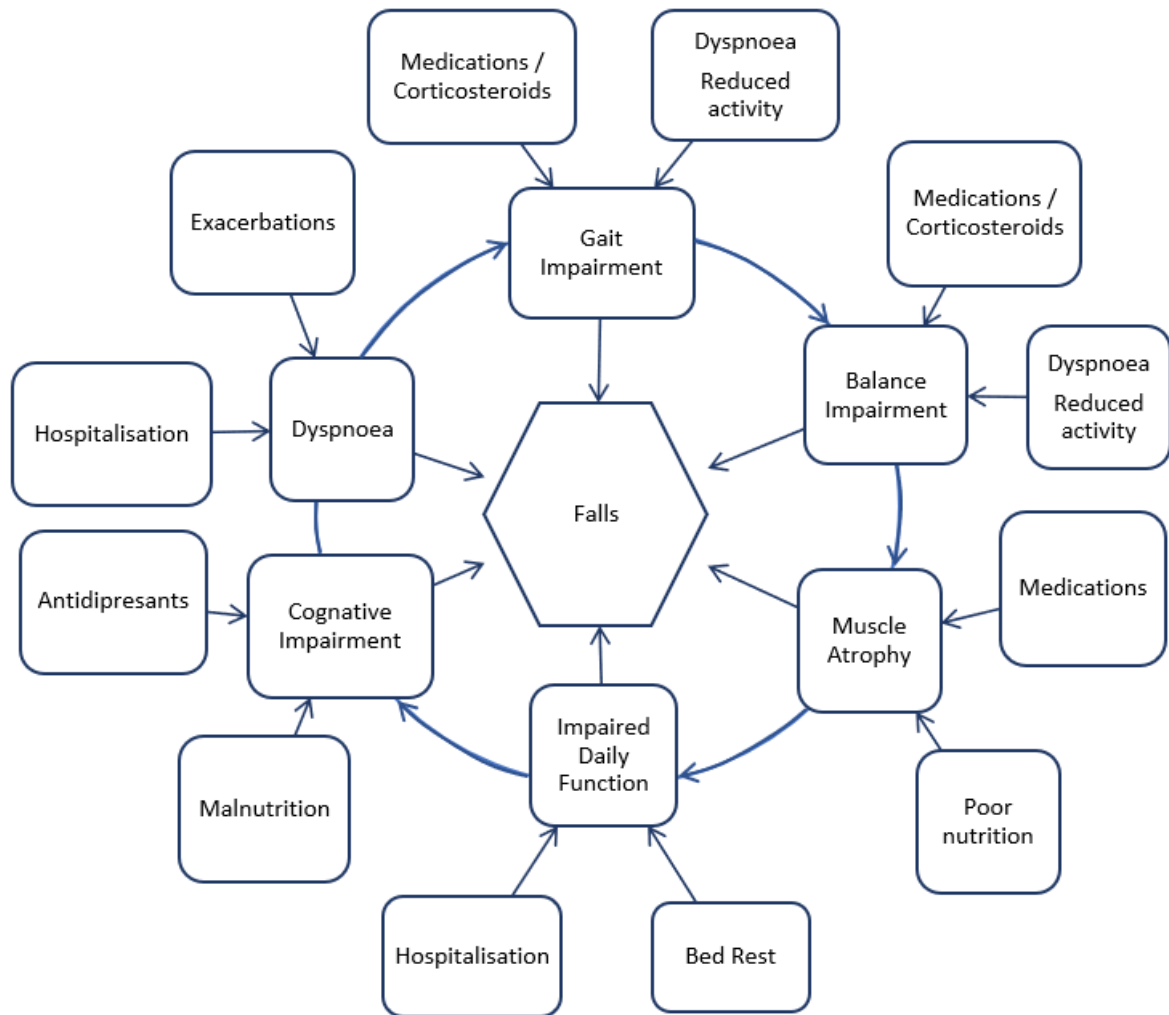 Medications /
Corticosteroids
Dyspnoea
Reduced
activity
Exacerbations
Gait
Impairment
Medications /
Corticosteroids
Hospitalisation
Dyspnoea
Balance
Impairment
Dyspnoea
Reduced
activity
Falls
Antidipresants
Cognative
Impairment
Muscle
Atrophy
Medications
Malnutrition
Impaired
Daily
Function
Poor
nutrition
Hospitalisation
Bed Rest